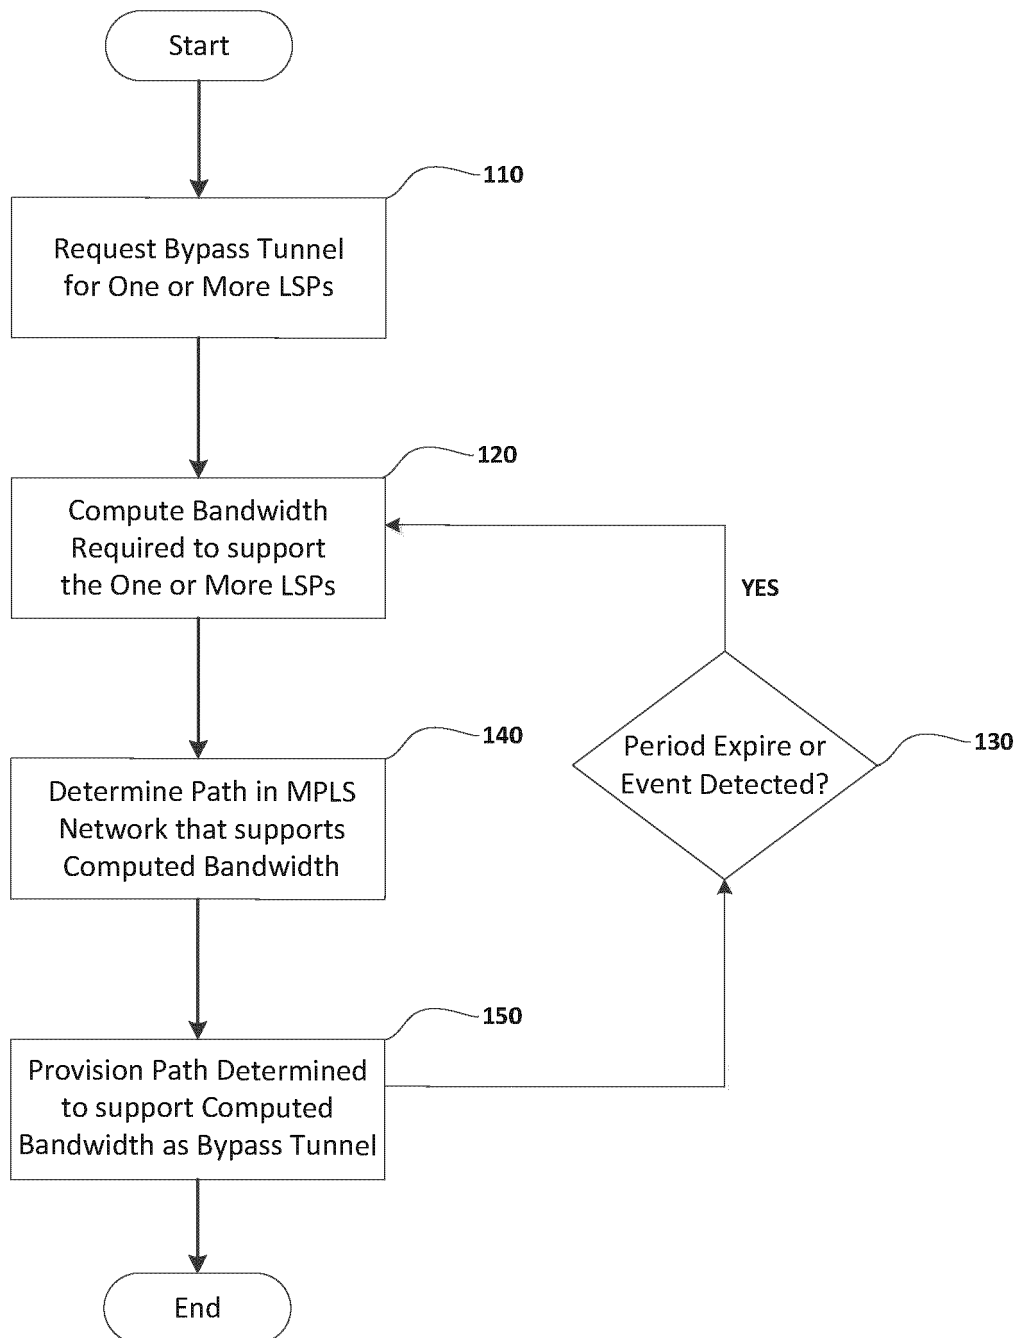 Start
110
Request Bypass Tunnel
for One or More LSPs
120
Compute Bandwidth
Required to support
the One or More LSPs
YES
130
Period Expire or
Event Detected?
140
Determine Path in MPLS
Network that supports
Computed Bandwidth
150
Provision Path Determined
to support Computed
Bandwidth as Bypass Tunnel
End